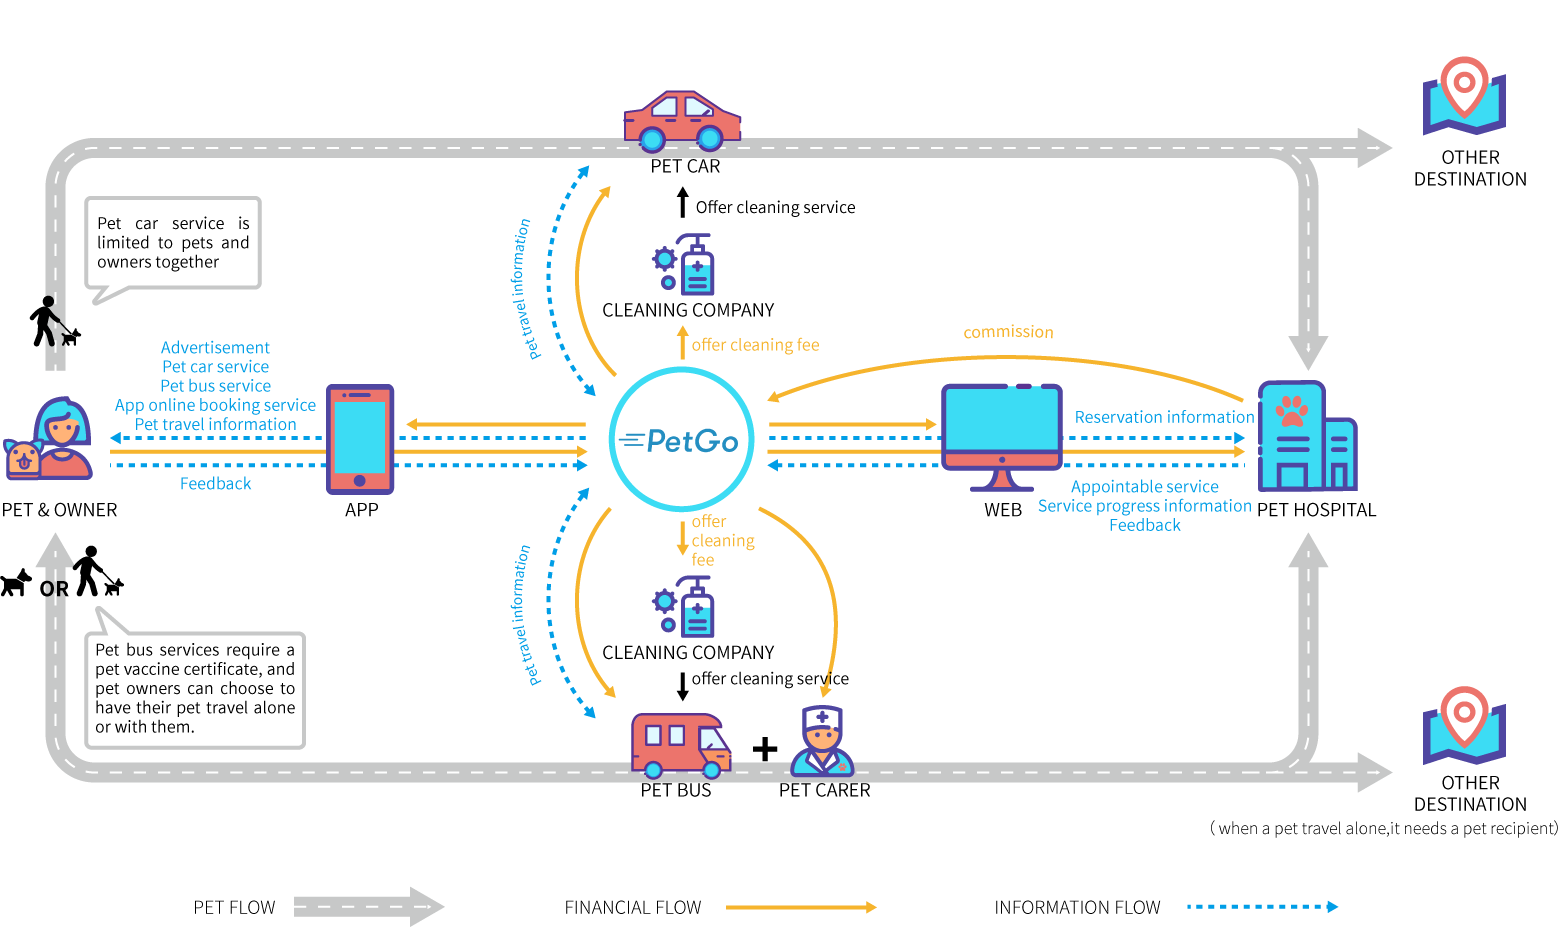 OTHER
DESTINATION
PET CAR
Pet car service is
limited to pets and
owners together
Offer cleaning service
Pet travel information
CLEANING COMPANY
offer cleaning fee
commission
Advertisement
Pet car service
Pet bus service
App online booking service
Pet travel information
Feedback
PetGo
Reservation information
Appointable service
Service progress information
Feedback
PET & OWNER
APP
WEB
PET HOSPITAL
offer
cleaning
fee
OR
Pet travel information
CLEANING COMPANY
offer cleaning service
Pet bus services require a
pet vaccine certificate, and
pet owners can choose to
have their pet travel alone
or with them.
PET BUS
PET CARER
OTHER
DESTINATION
( when a pet travel alone,it needs a pet recipient)
PET FLOW
FINANCIAL FLOW
INFORMATION FLOW